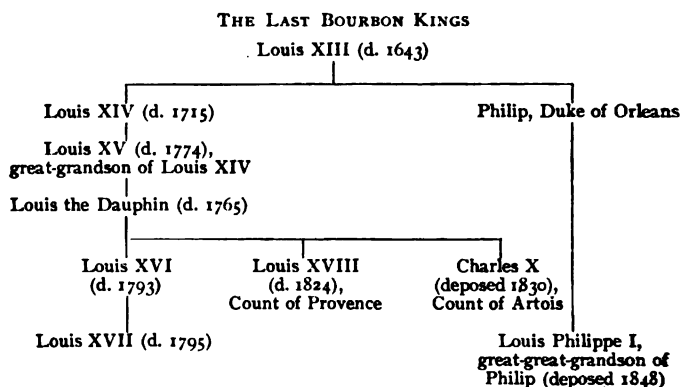 THE LAST BOURBON KINGS
Louis XIII (d. 1643)
Louis XIV (d. 1715)
Philip, Duke of Orleans
Louis XV (d. 1774),
great-grandson of Louis XIV
Louis the Dauphin (d. 1765)
Louis XVI
(d. 1793)
Louis XVIII
(d. 1824),
Count of Provence
Charles X
(deposed 1830),
Count of Artois
Louis XVII (d. 1795)
Louis Philippe I,
great-great-grandson of
Philip (deposed 1848)